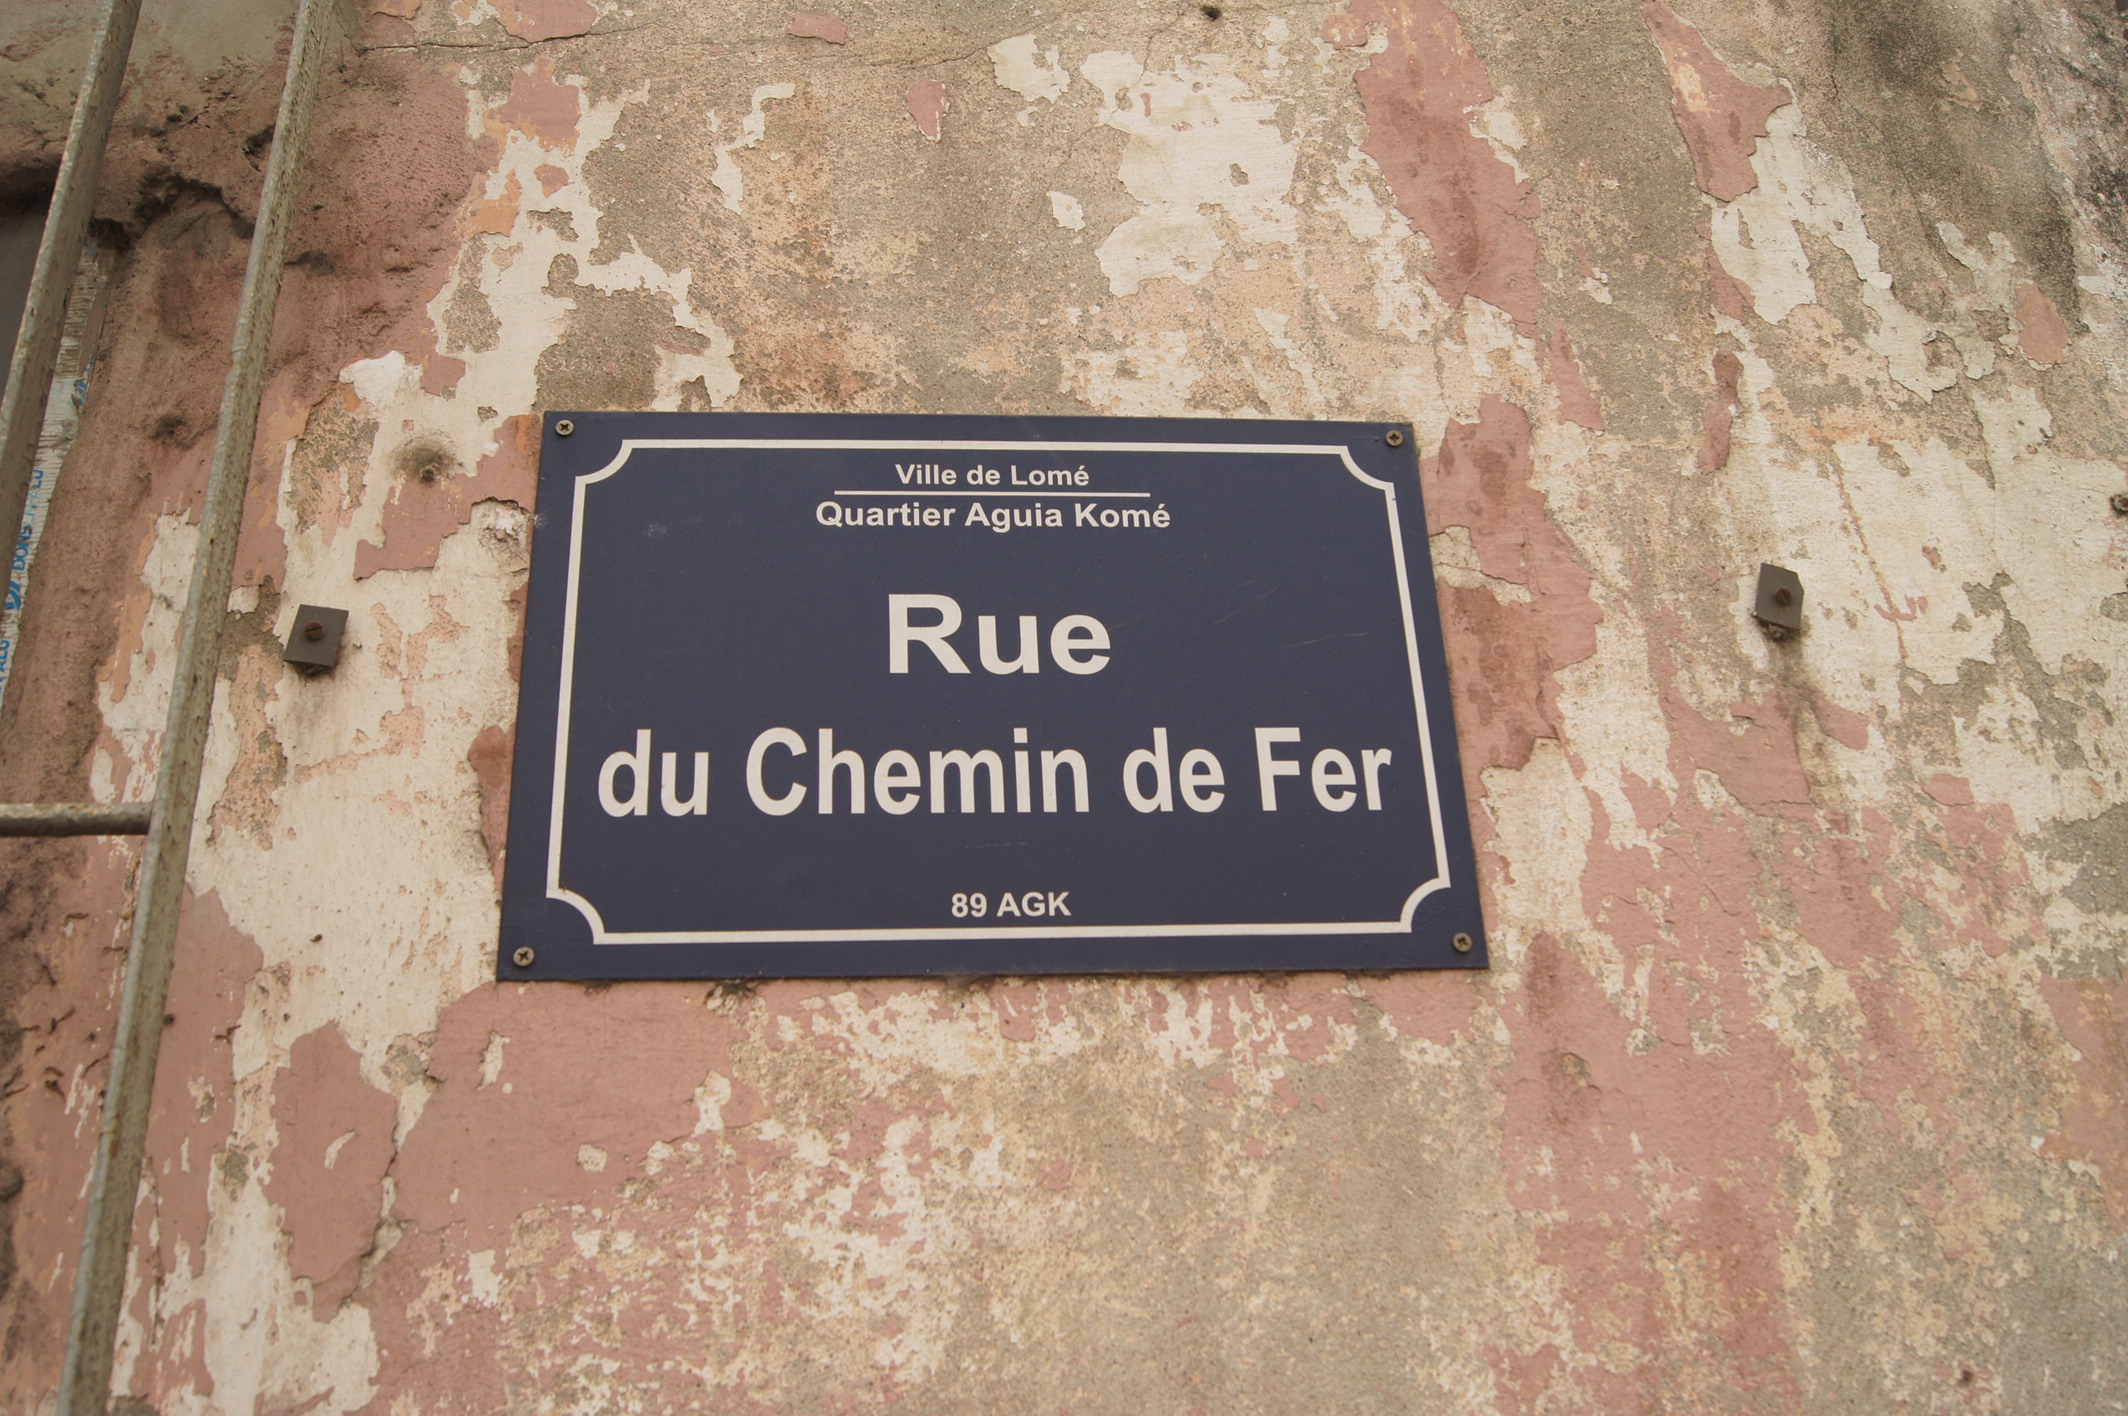 Ville de Lomé
Quartier Aguia Komé
Rue
du Chemin de Fer
89 AGK